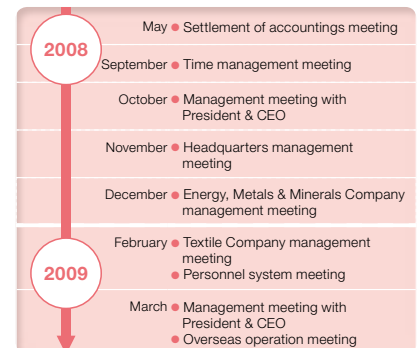 2008
May ● Settlement of accountings meeting
September ● Time management meeting
October ● Management meeting with
President & CEO
November ● Headquarters management
meeting
December ● Energy, Metals & Minerals Company
management meeting
2009
February ● Textile Company management
meeting
● Personnel system meeting
March ● Management meeting with
President & CEO
● Overseas operation meeting